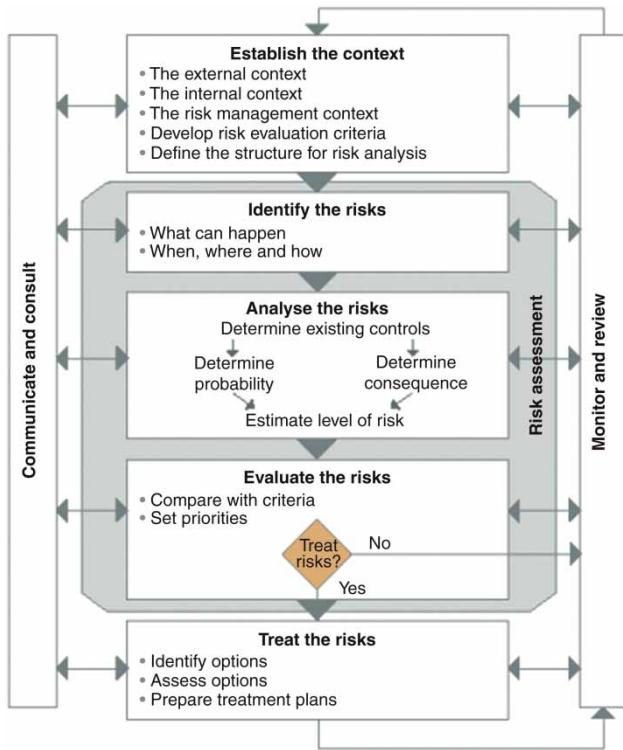 Establish the context
• The external context
• The internal context
• The risk management context
• Develop risk evaluation criteria
• Define the structure for risk analysis
Identify the risks
• What can happen
• When, where and how
Analyse the risks
Determine existing controls
Determine
probability
Determine
consequence
Estimate level of risk
Evaluate the risks
• Compare with criteria
• Set priorities
Treat
risks?
No
Yes
Treat the risks
• Identify options
• Assess options
• Prepare treatment plans
Communicate and consult
Risk assessment
Monitor and review